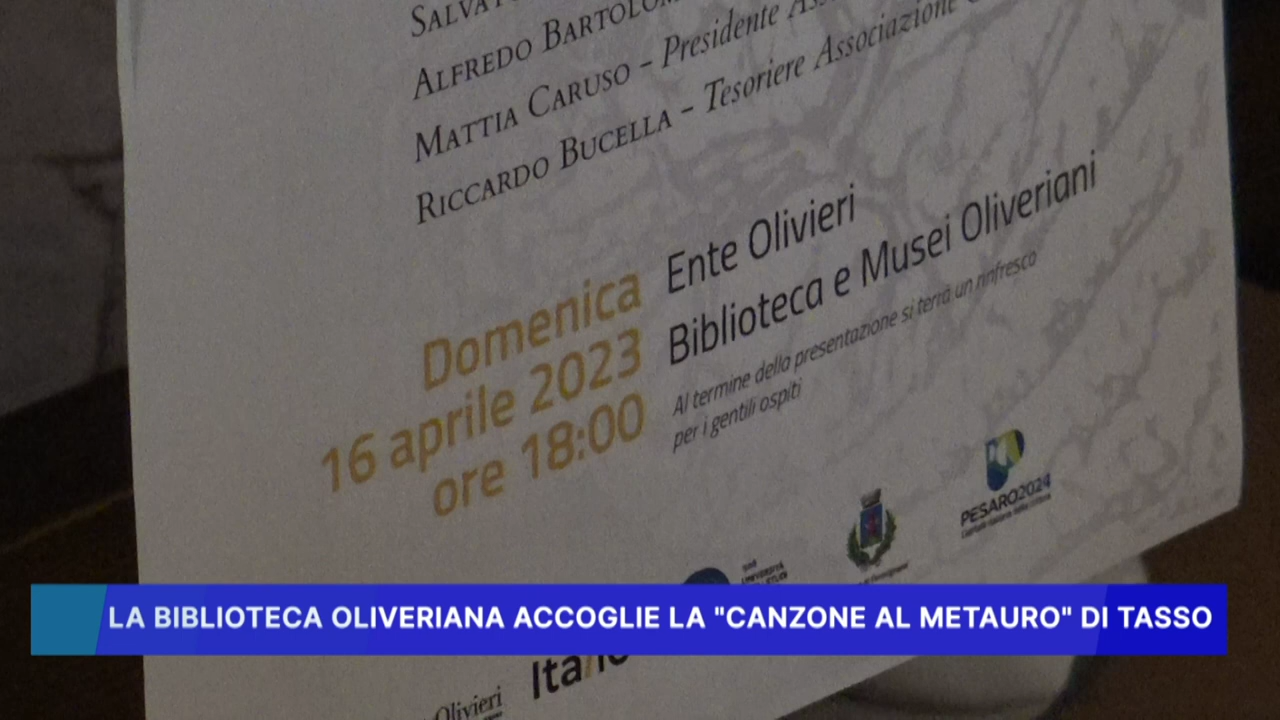 ALFREDO
MATTIA CARUSO – Presidente
RICCARDO BUCELLA – Tesoriere Associazione
Domenica
16 aprile 2023
ore 18:00
Ente Olivieri
Biblioteca e Musei Oliveriani
Al termine della presentazione si terrà un rinfresco
per i gentili ospiti
PESARO2024
LA BIBLIOTECA OLIVERIANA ACCOGLIE LA "CANZONE AL METAURO" DI TASSO
Olivieri